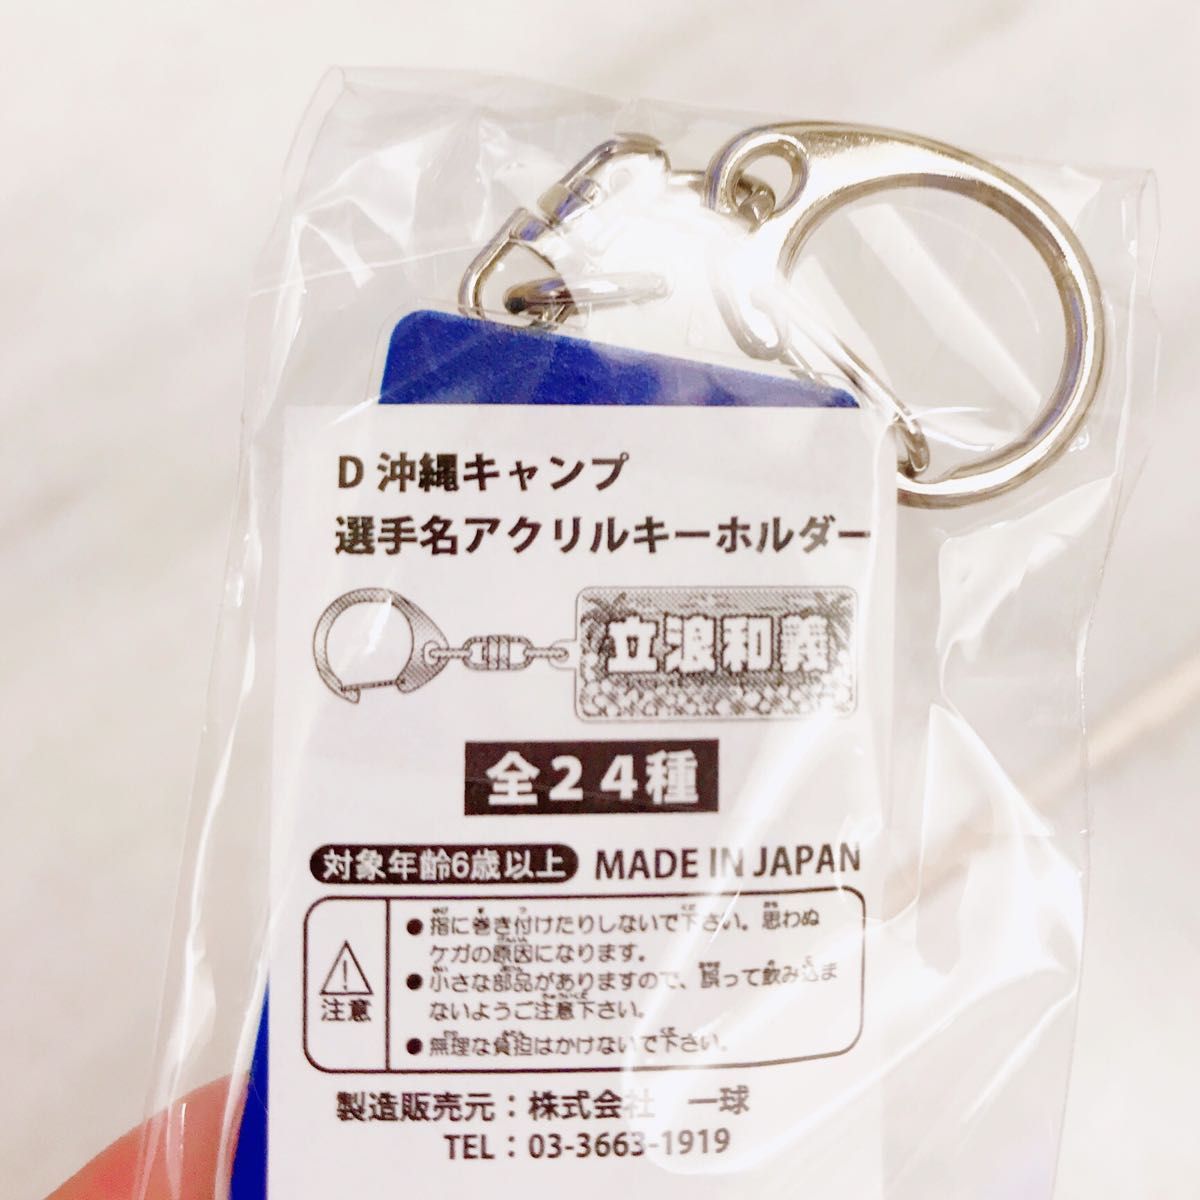 D 沖縄キャンプ
選手名アクリルキーホルダー
立浪和義
全24種
対象年齢6歳以上 MADE IN JAPAN
注意
●指に巻き付けたりしないで下さい。思わぬ
ケガの原因になります。
●小さな部品がありますので、誤って飲み込ま
ないようご注意下さい。
●無理な負担はかけないで下さい。
製造販売元：株式会社 一球
TEL：03-3663-1919